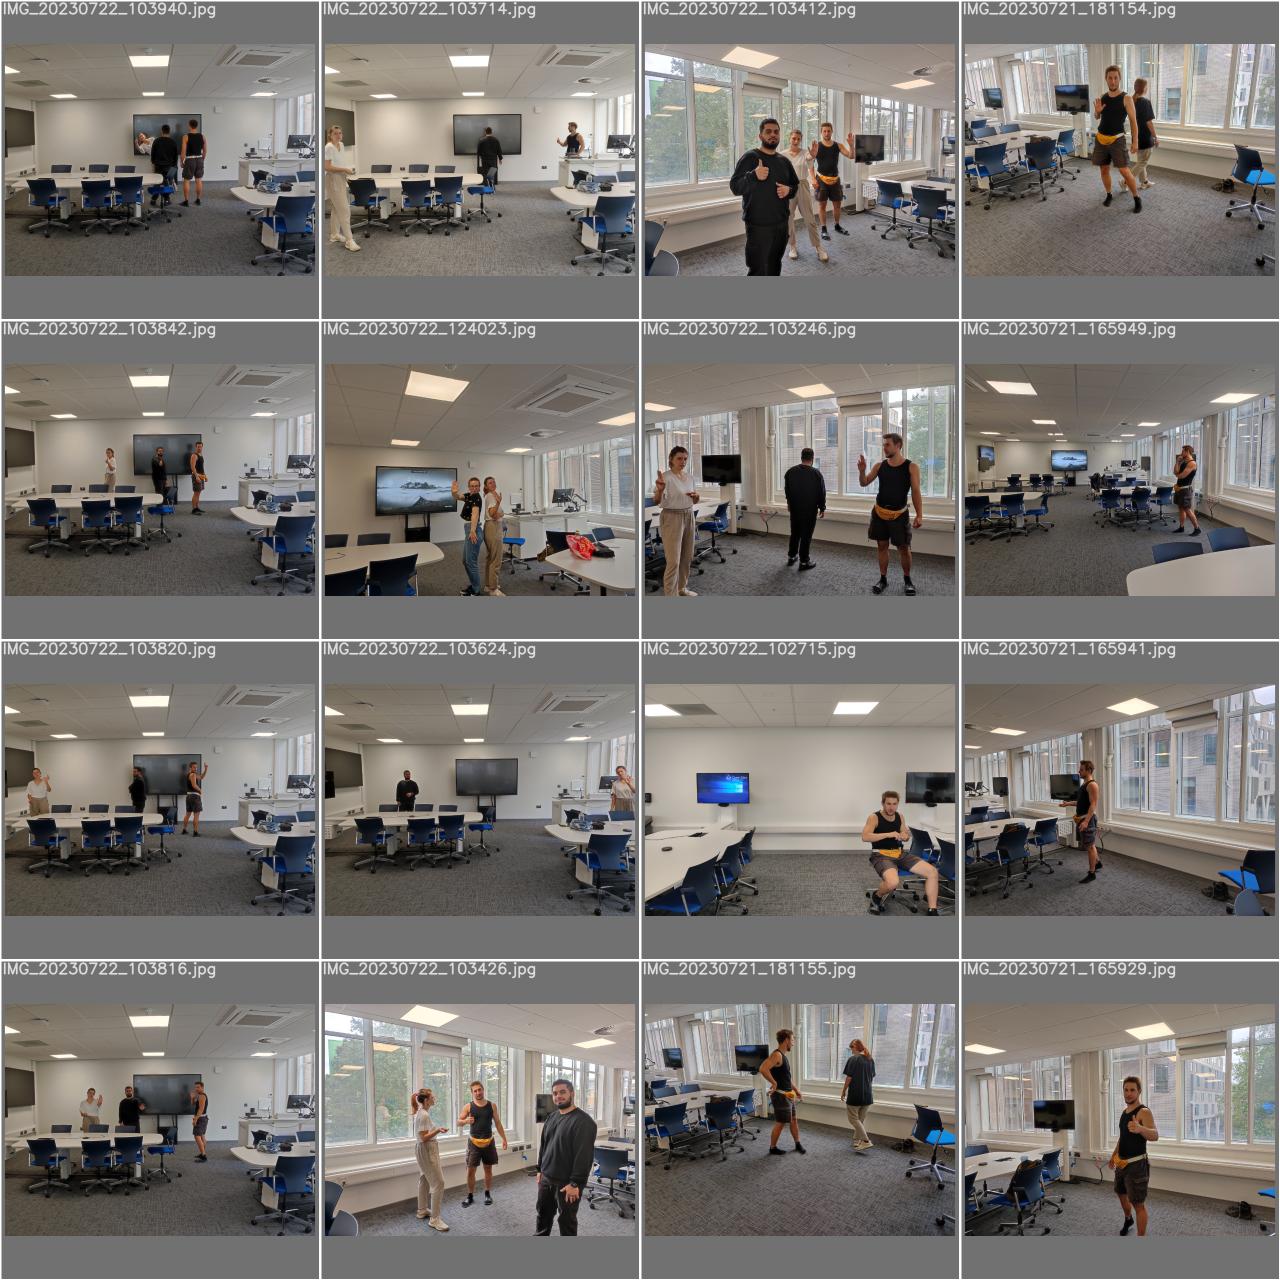 IMG_20230722_103940.jpg
IMG_20230722_103714.jpg
IMG_20230722_103412.jpg
IMG_20230721_181154.jpg
IMG_20230722_103842.jpg
IMG_20230722_124023.jpg
IMG_20230722_103246.jpg
IMG_20230721_165949.jpg
IMG_20230722_103820.jpg
IMG_20230722_103624.jpg
IMG_20230722_102715.jpg
IMG_20230721_165941.jpg
IMG_20230722_103816.jpg
IMG_20230722_103426.jpg
IMG_20230721_181155.jpg
IMG_20230721_165929.jpg